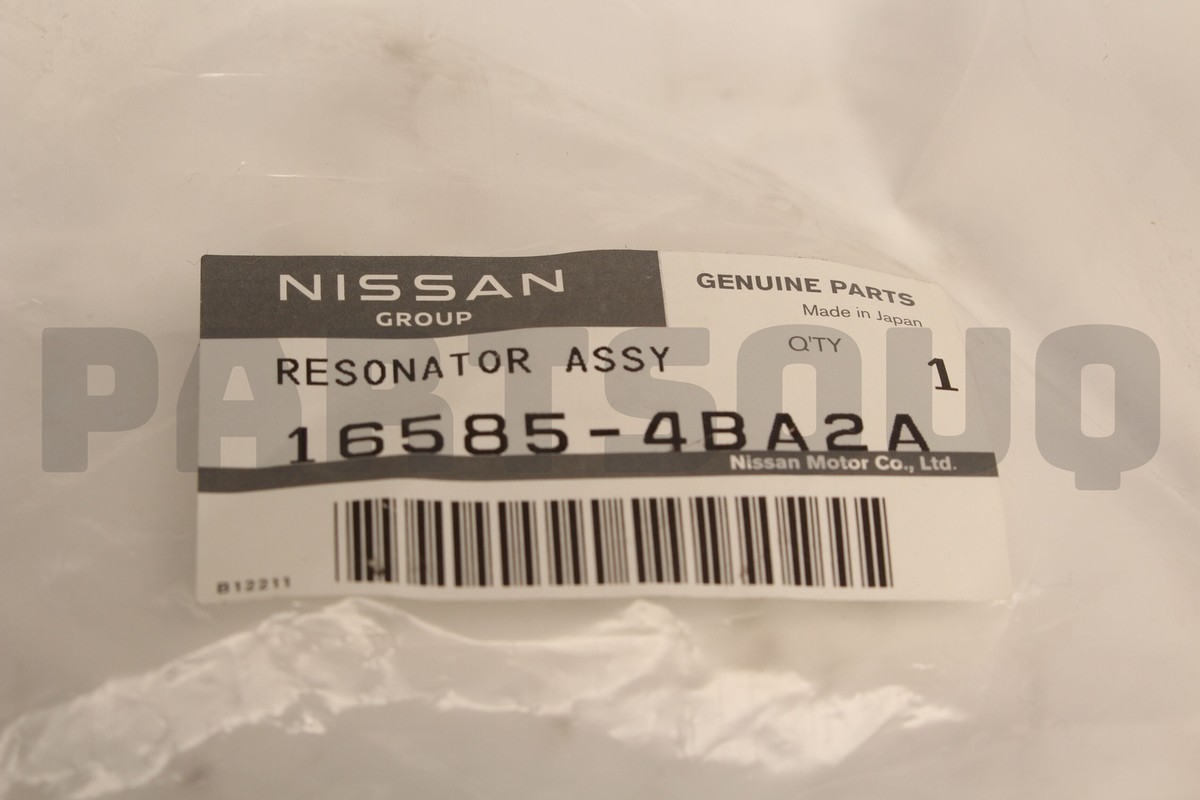 NISSAN
GROUP
GENUINE PARTS
Made in Japan
RESONATOR ASSY
Q'TY
1
16585-4BA2A
Nissan Motor Co., Ltd.
B12211
PARTSOUQ